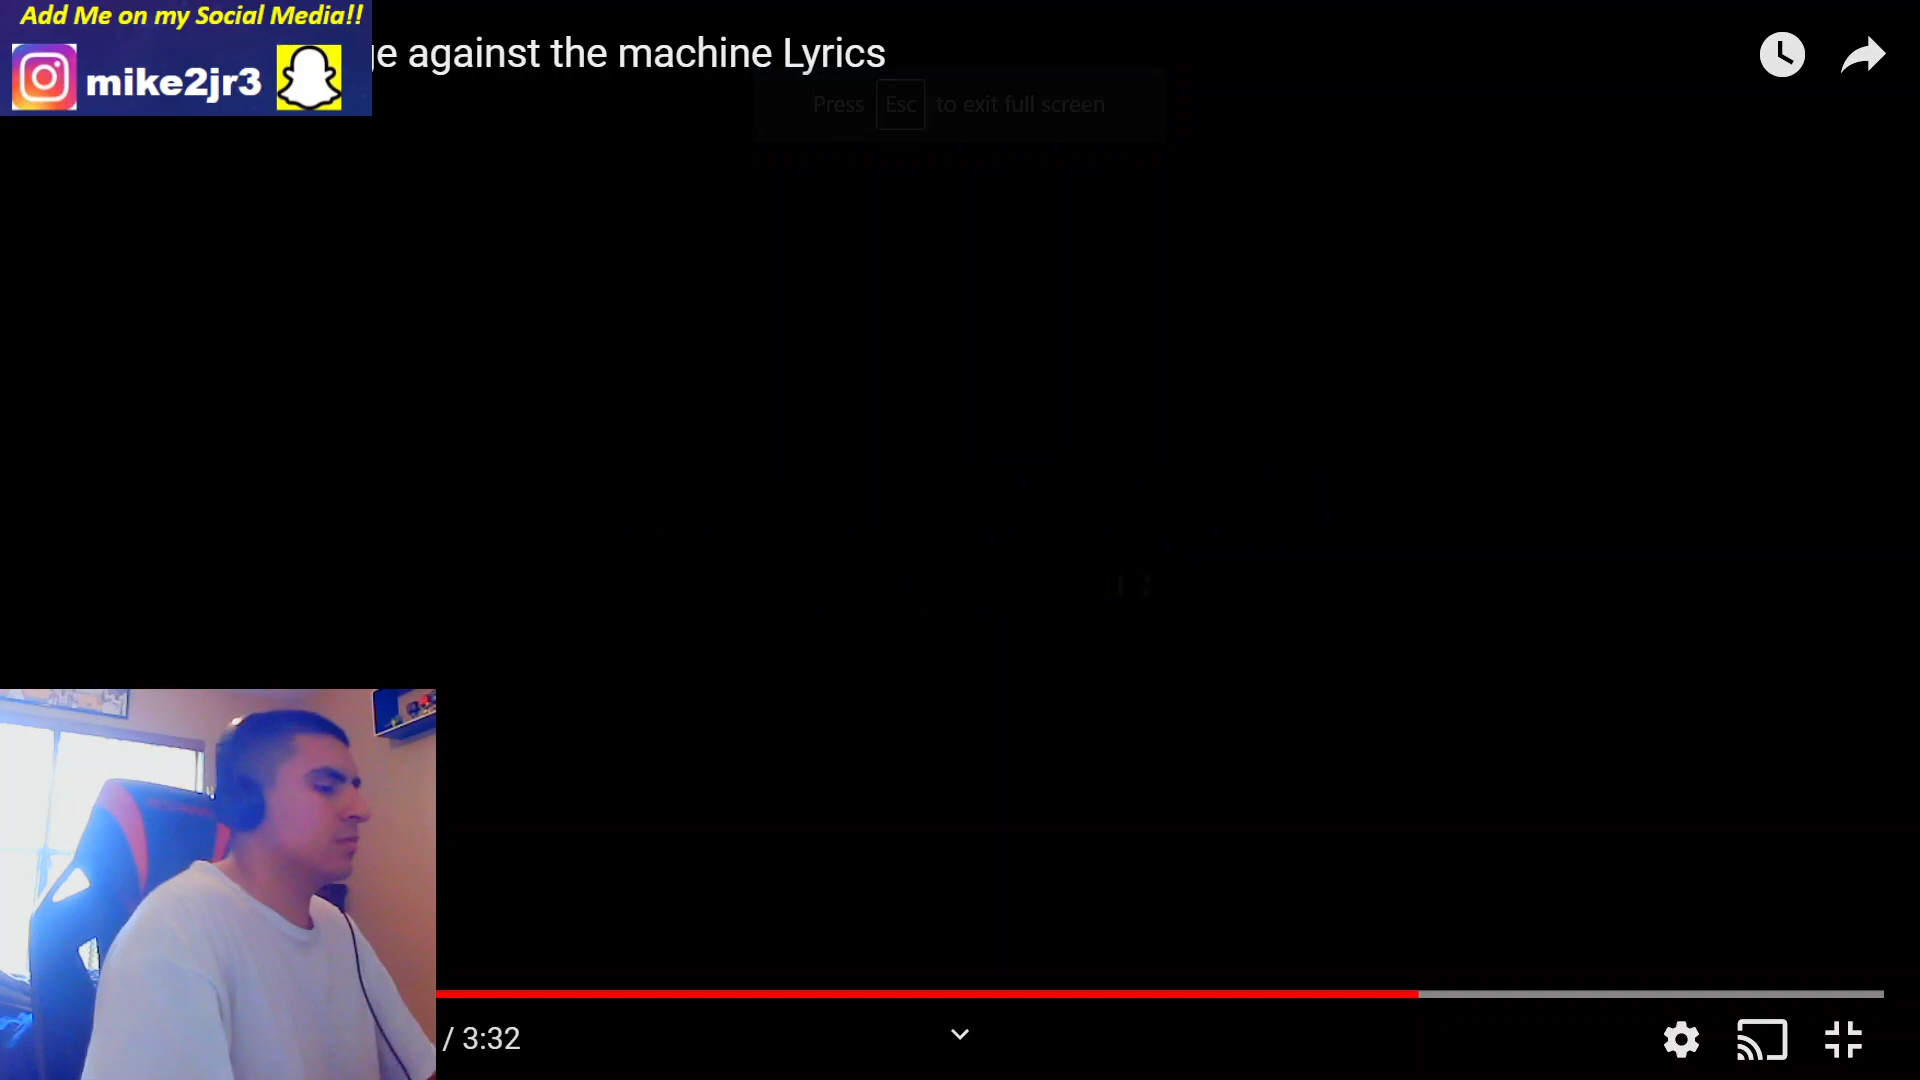 Add Me on my Social Media!!
mike2jr3
ge against the machine Lyrics
Press Esc to exit full screen
/ 3:32